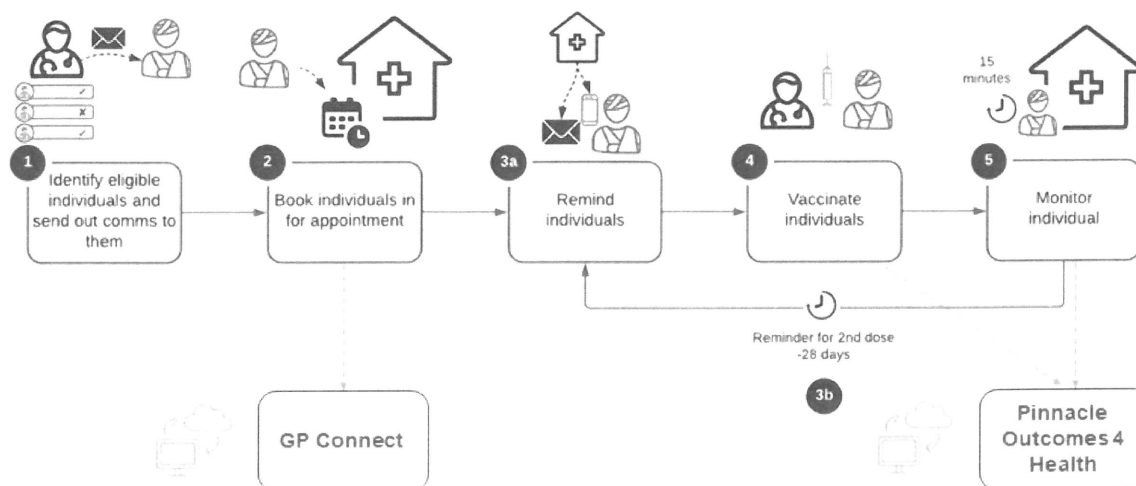 15
minutes
1
Identify eligible
individuals and
send out comms to
them
2
Book individuals in
for appointment
3a
Remind
individuals
4
Vaccinate
individuals
5
Monitor
individual
Reminder for 2nd dose
-28 days
3b
GP Connect
Pinnacle
Outcomes 4
Health